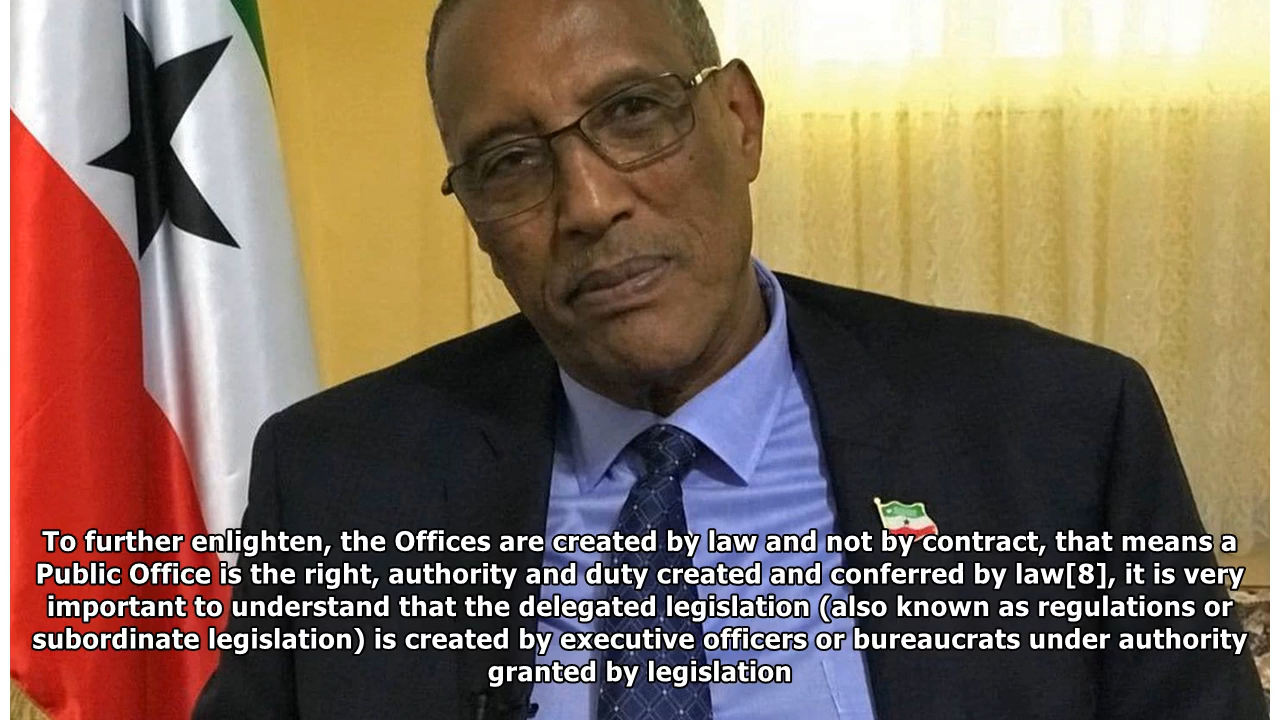 To further enlighten, the Offices are created by law and not by contract, that means a
Public Office is the right, authority and duty created and conferred by law[8], it is very
important to understand that the delegated legislation (also known as regulations or
subordinate legislation) is created by executive officers or bureaucrats under authority
granted by legislation